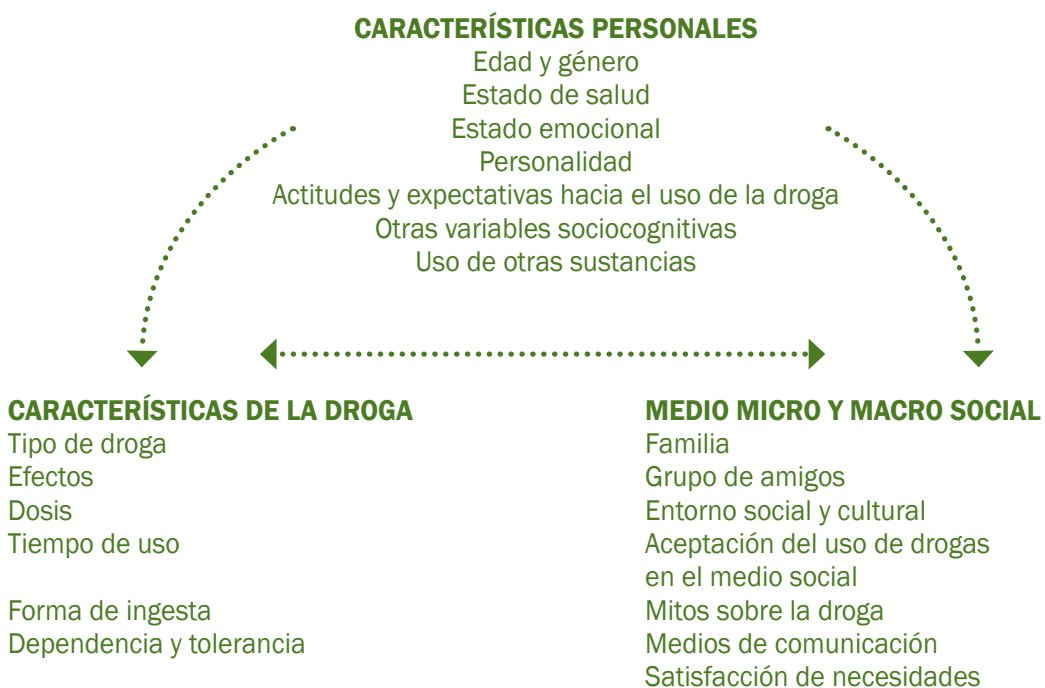 CARACTERÍSTICAS PERSONALES
Edad y género
Estado de salud
Estado emocional
Personalidad
Actitudes y expectativas hacia el uso de la droga
Otras variables sociocognitivas
Uso de otras sustancias
CARACTERÍSTICAS DE LA DROGA
Tipo de droga
Efectos
Dosis
Tiempo de uso
Forma de ingesta
Dependencia y tolerancia
MEDIO MICRO Y MACRO SOCIAL
Familia
Grupo de amigos
Entorno social y cultural
Aceptación del uso de drogas
en el medio social
Mitos sobre la droga
Medios de comunicación
Satisfacción de necesidades